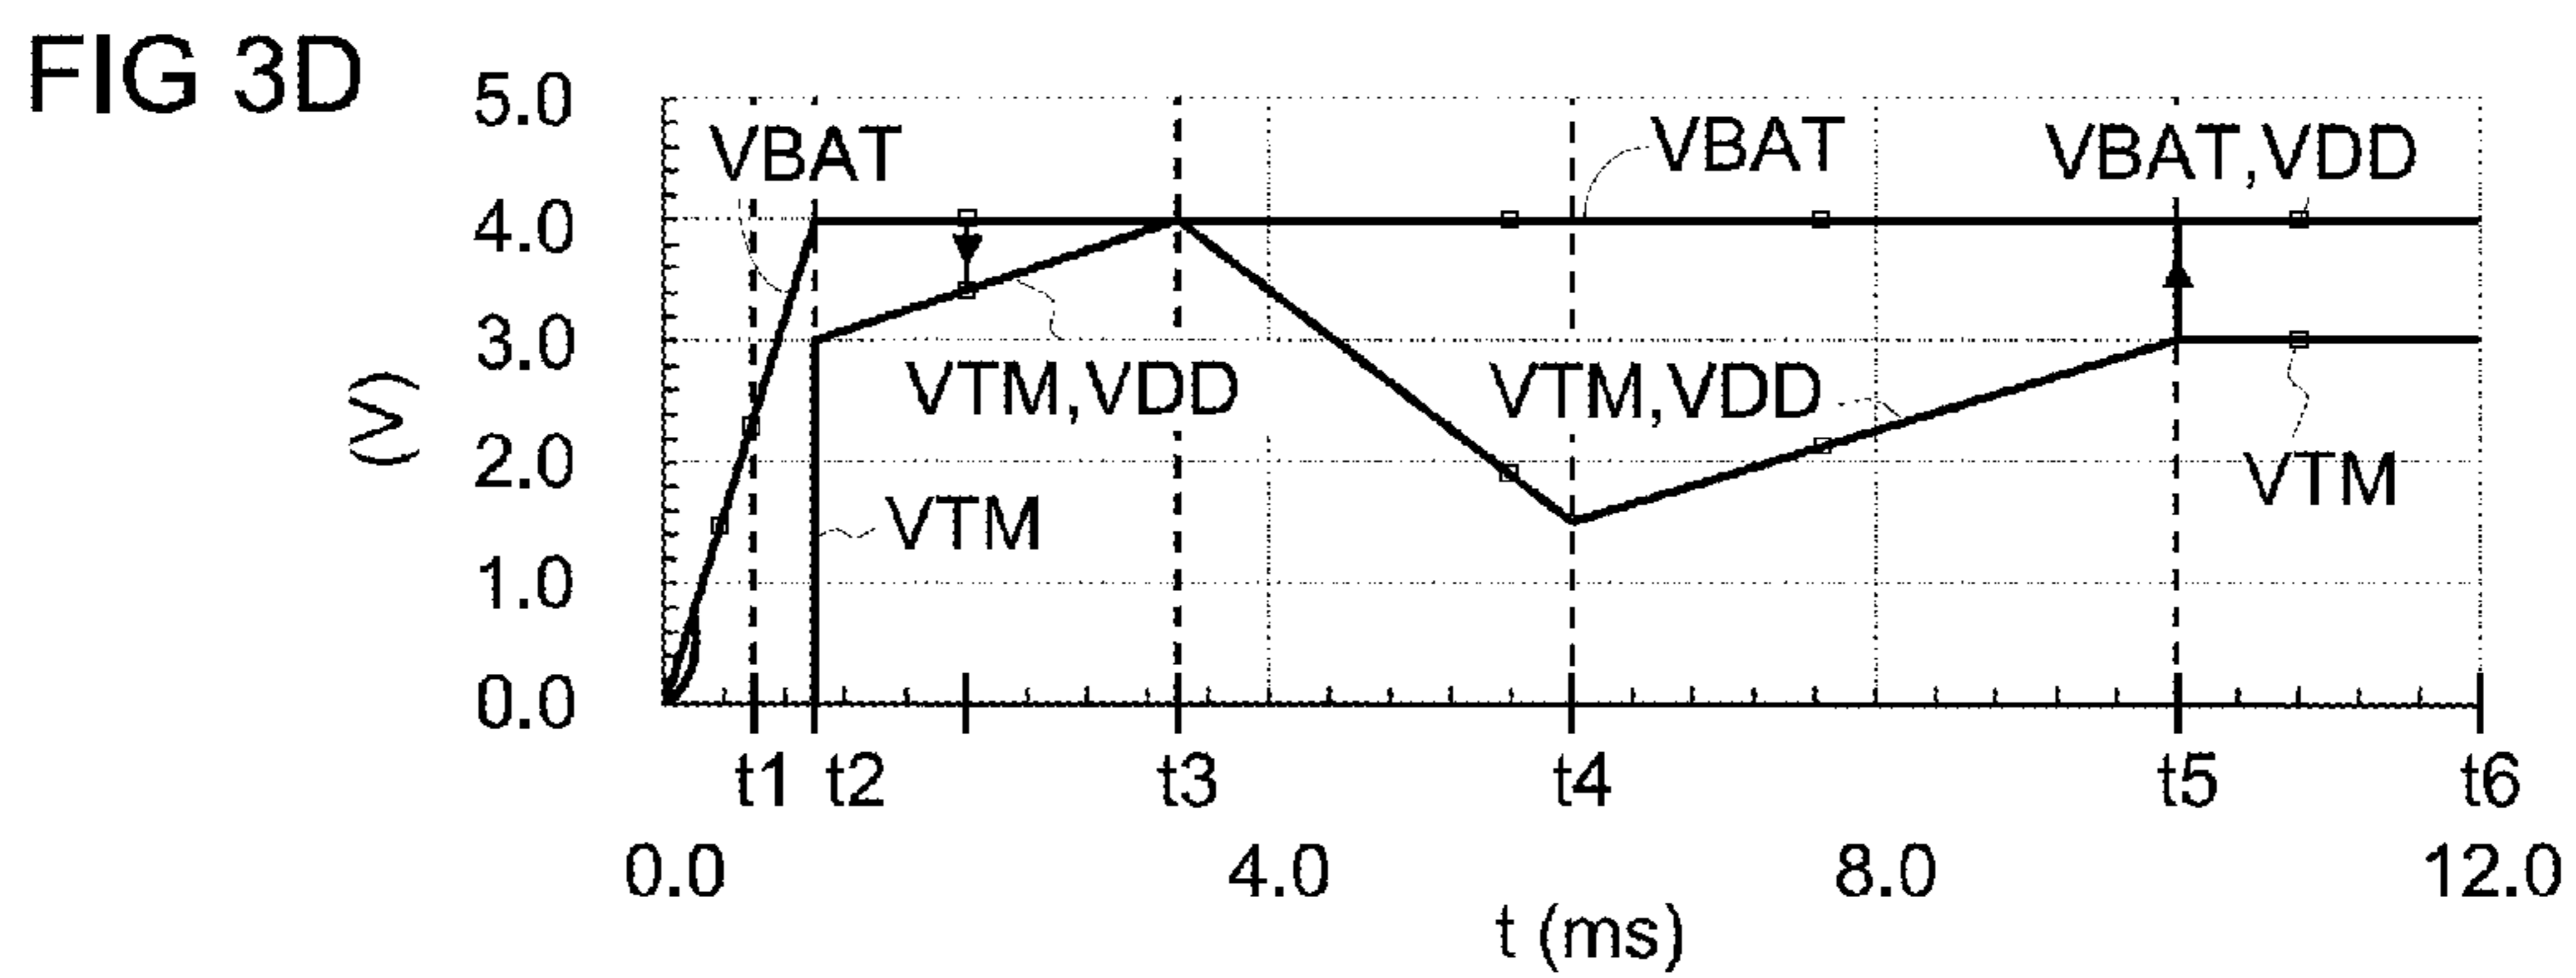 FIG 3D
5.0
VBAT
VBAT
VBAT,VDD
4.0
3.0
(V)
VTM,VDD
VTM,VDD
2.0
VTM
VTM
1.0
0.0
t1 t2 t3 t4 t5 t6
0.0 4.0 8.0 12.0
t (ms)